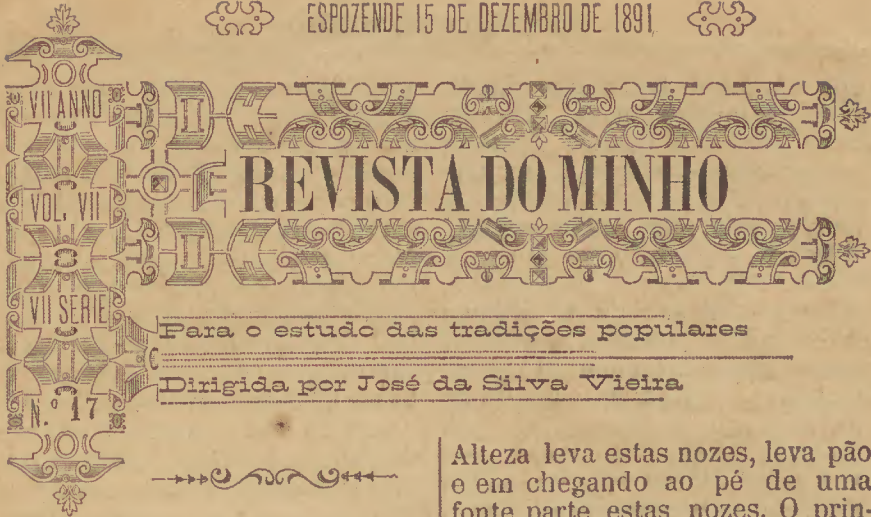 ESPOZENDE 15 DE DEZEMBRO DE 1891
VII ANNO
VOL. VII
VII SERIE
N.º 17
REVISTA DO MINHO
Para o estudo das tradições populares
Dirigida por José da Silva Vieira
Alteza leva estas nozes, leva pão
e em chegando ao pé de uma
fonte parte estas nozes. O prin-